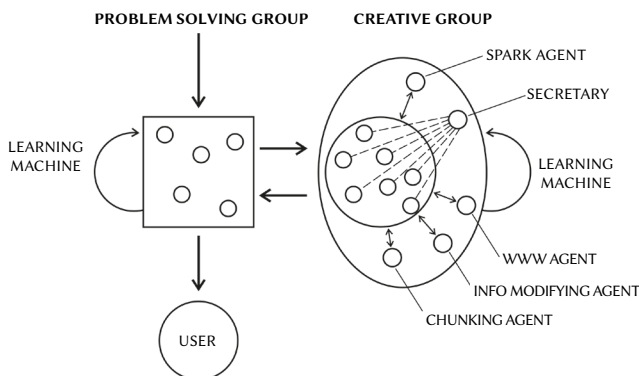 PROBLEM SOLVING GROUP
CREATIVE GROUP
SPARK AGENT
SECRETARY
LEARNING
MACHINE
LEARNING
MACHINE
WWW AGENT
INFO MODIFYING AGENT
CHUNKING AGENT
USER